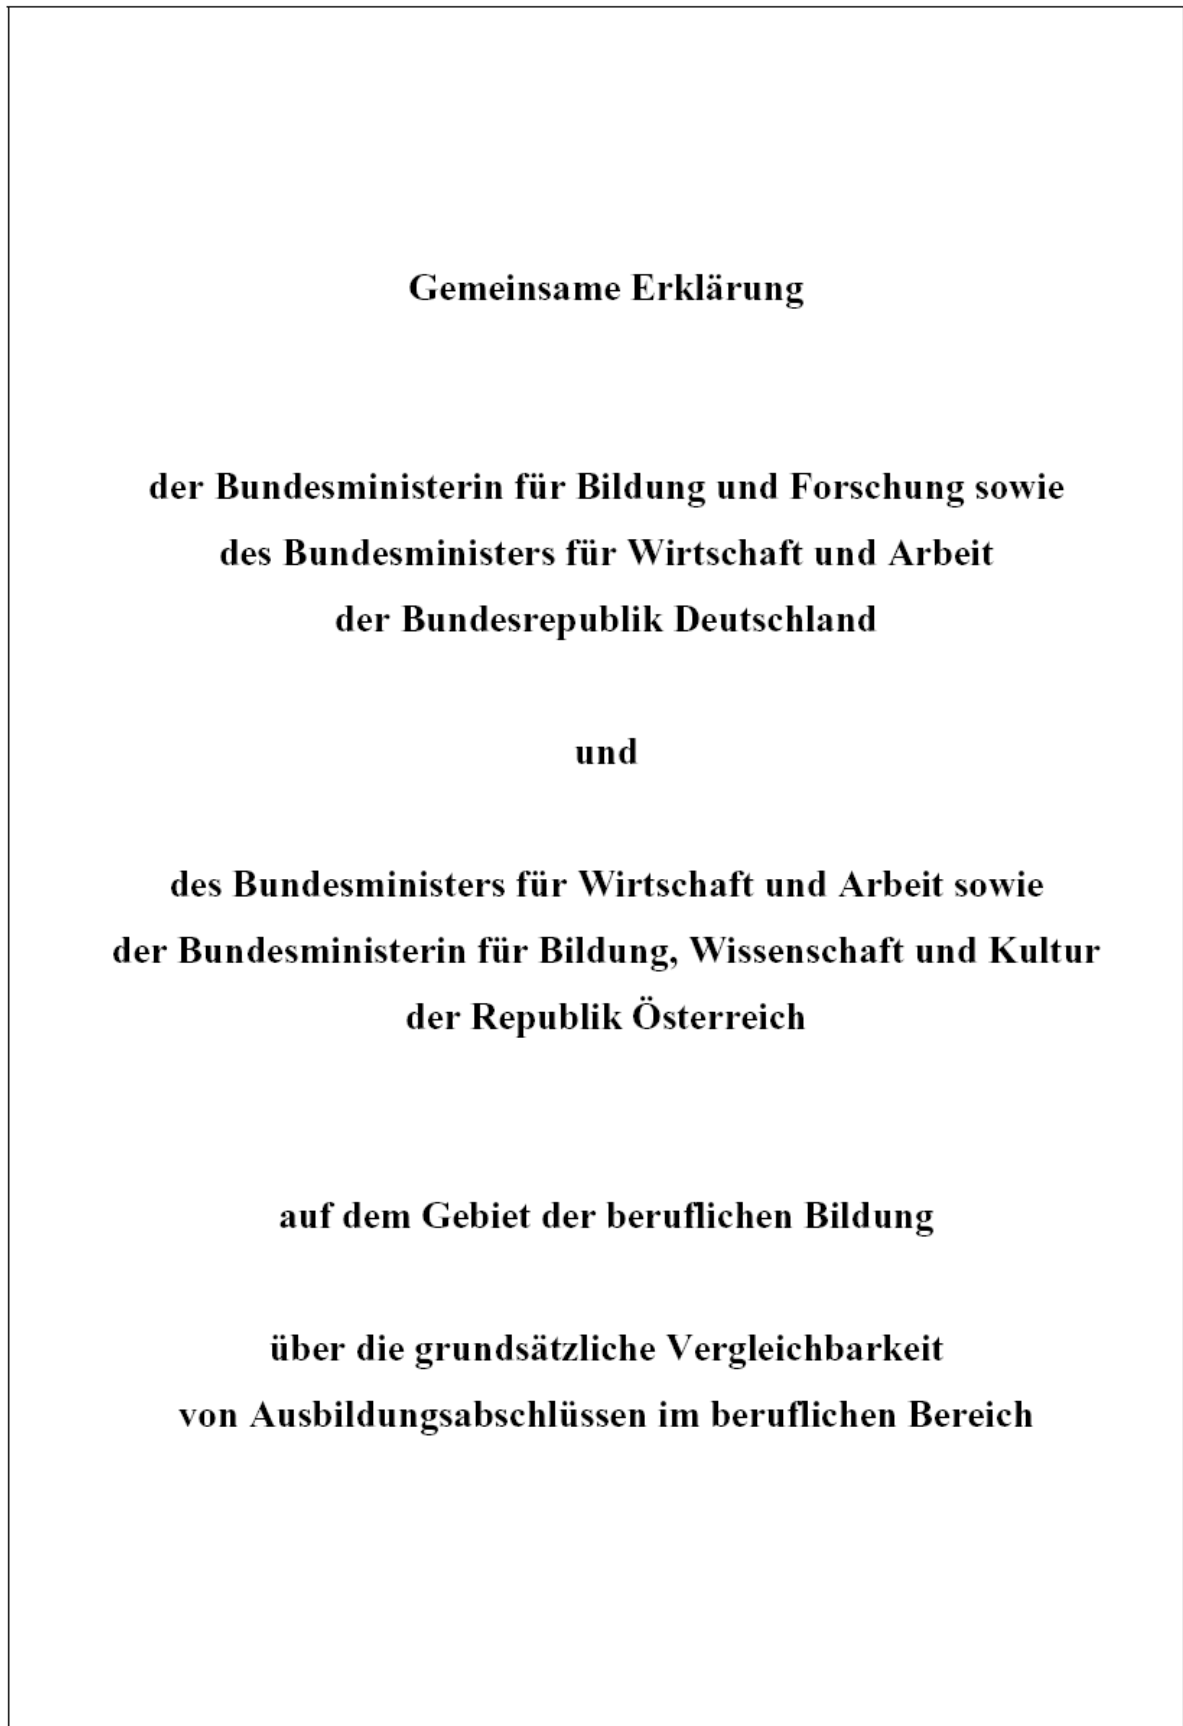 Gemeinsame Erklärung
der Bundesministerin für Bildung und Forschung sowie
des Bundesministers für Wirtschaft und Arbeit
der Bundesrepublik Deutschland
und
des Bundesministers für Wirtschaft und Arbeit sowie
der Bundesministerin für Bildung, Wissenschaft und Kultur
der Republik Österreich
auf dem Gebiet der beruflichen Bildung
über die grundsätzliche Vergleichbarkeit
von Ausbildungsabschlüssen im beruflichen Bereich